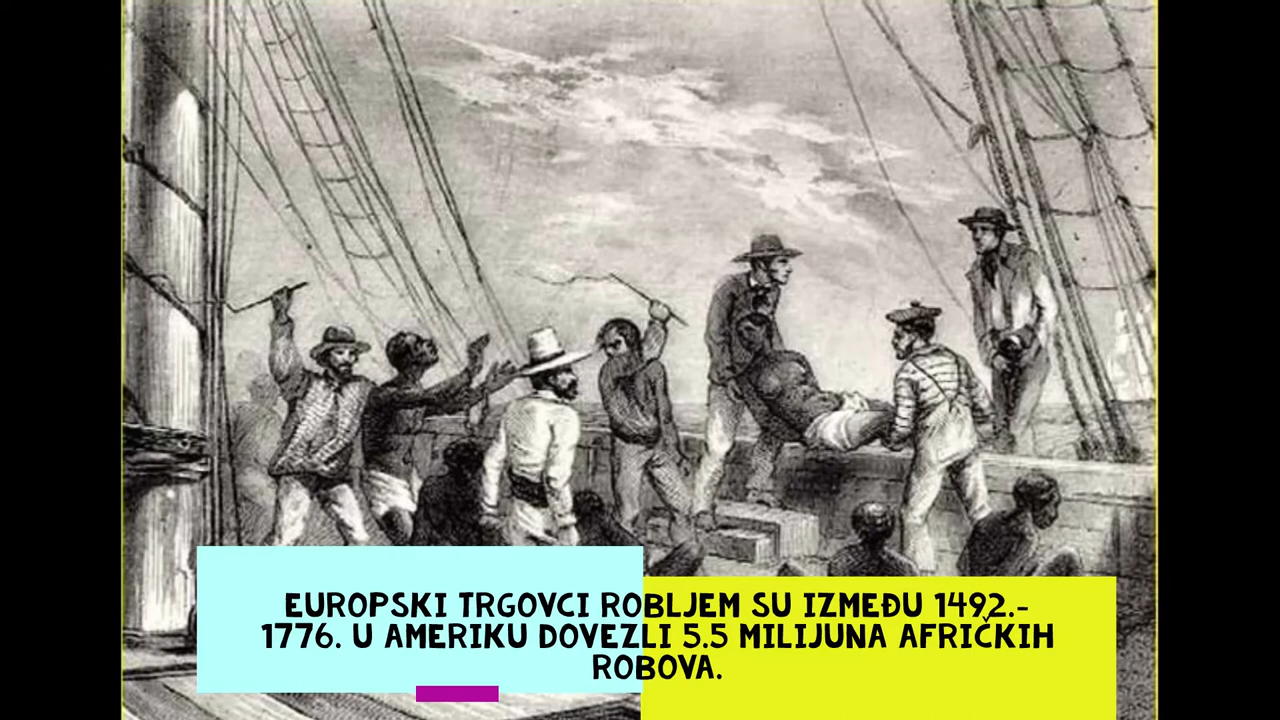 EUROPSKI TRGOVCI ROBLJEM SU IZMEĐU 1492.-
1776. U AMERIKU DOVEZLI 5.5 MILIJUNA AFRIČKIH
ROBOVA.